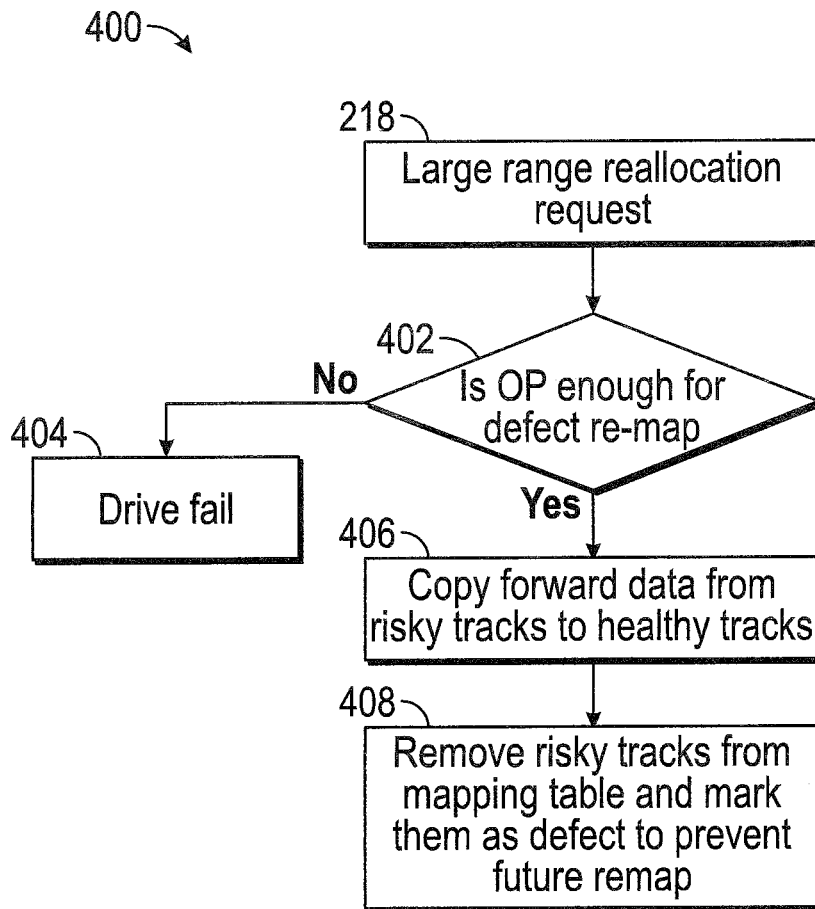 400
218
Large range reallocation
request
402
No
Is OP enough for
defect re-map
404
Drive fail
Yes
406
Copy forward data from
risky tracks to healthy tracks
408
Remove risky tracks from
mapping table and mark
them as defect to prevent
future remap